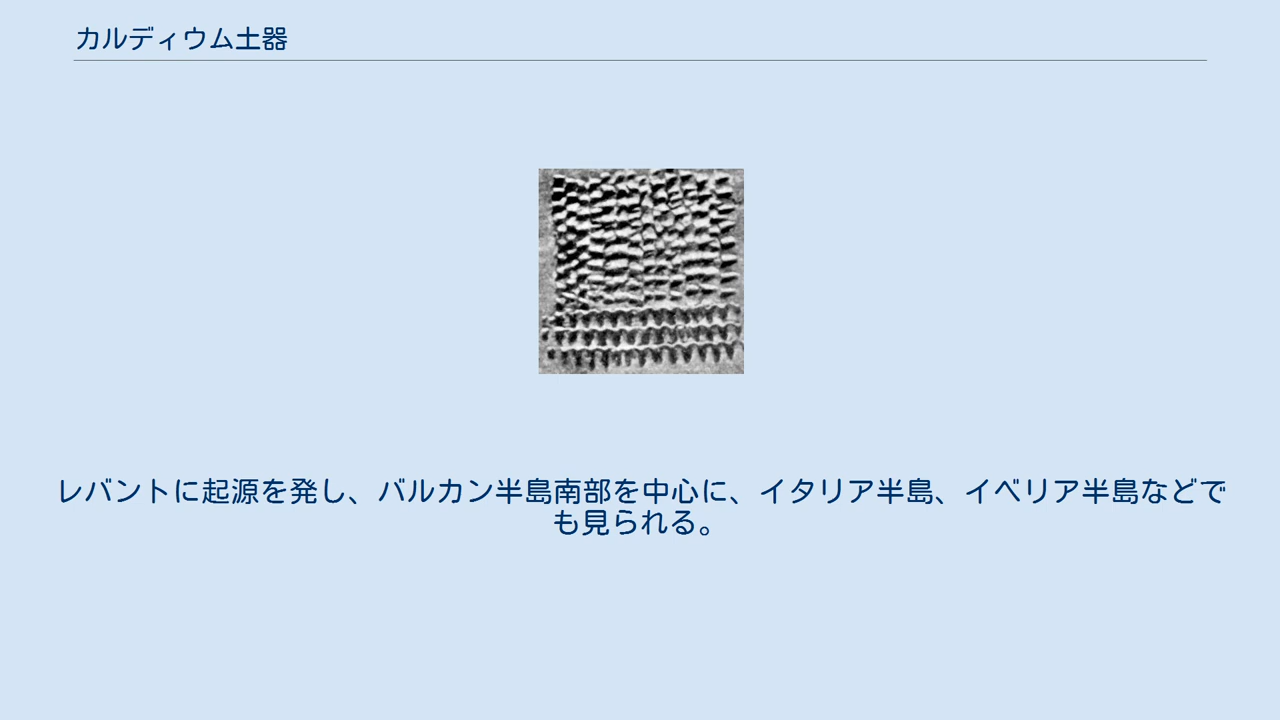 カルディウム土器
レバントに起源を発し、バルカン半島南部を中心に、イタリア半島、イベリア半島などで
も見られる。